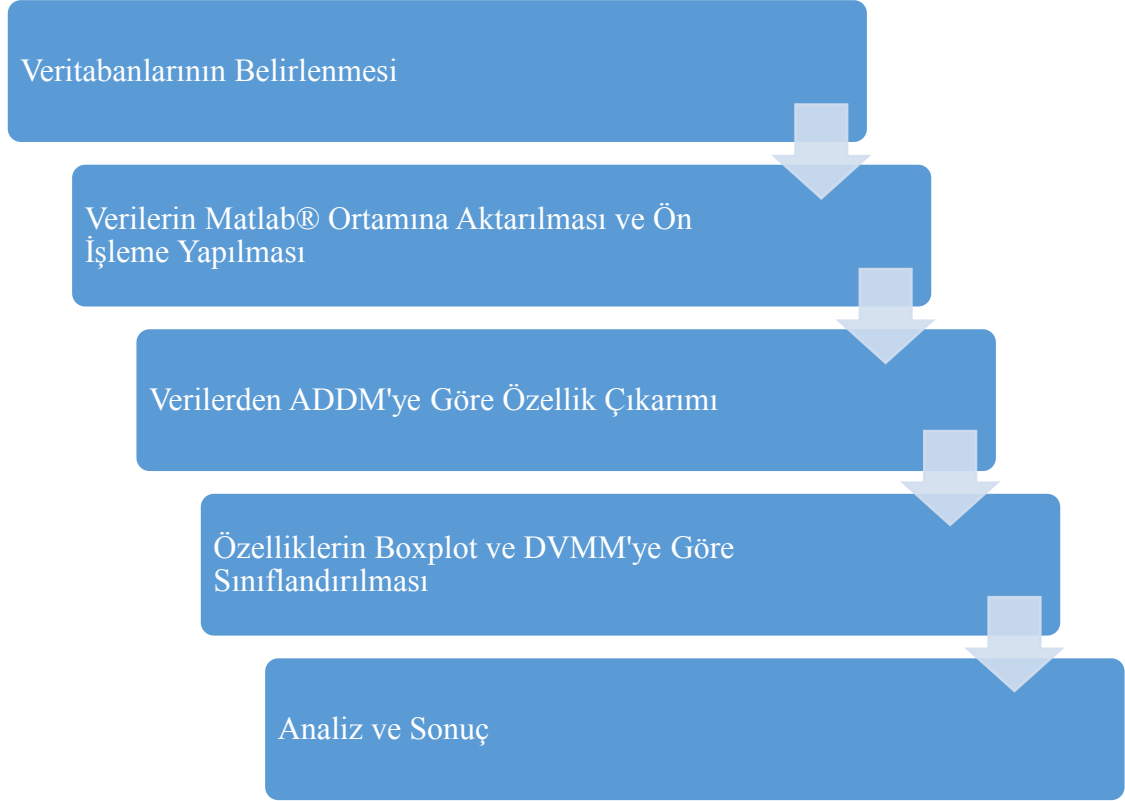 Veritabanlarının Belirlenmesi
Verilerin Matlab® Ortamına Aktarılması ve Ön
İşleme Yapılması
Verilerden ADDM'ye Göre Özellik Çıkarımı
Özelliklerin Boxplot ve DVMM'ye Göre
Sınıflandırılması
Analiz ve Sonuç